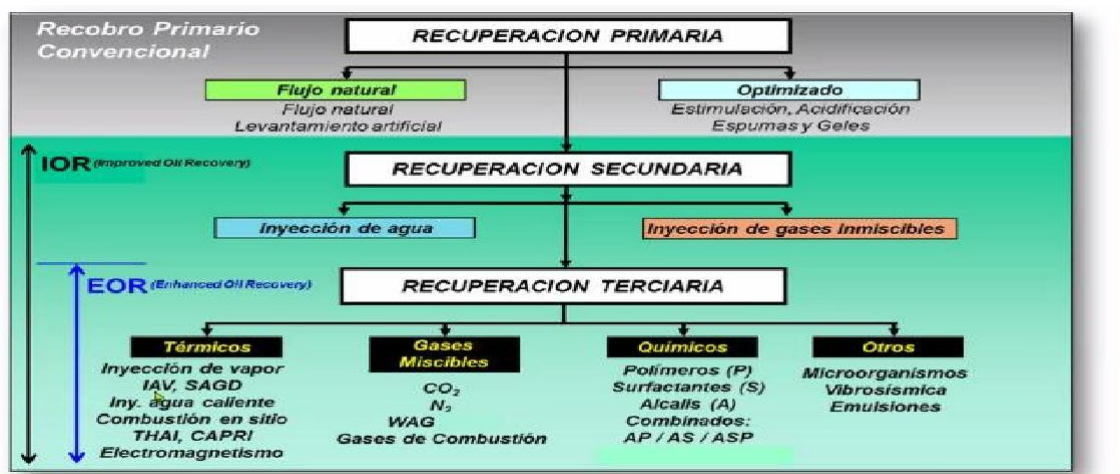 Recobro Primario
Convencional
RECUPERACION PRIMARIA
Flujo natural
Flujo natural
Levantamiento artificial
Optimizado
Estimulación, Acidificación
Espumas y Geles
IOR (Improved Oil Recovery)
RECUPERACION SECUNDARIA
Inyección de agua
Inyección de gases Inmiscibles
EOR (Enhanced Oil Recovery)
RECUPERACION TERCIARIA
Térmicos
Inyección de vapor
IAV, SAGD
Iny. agua caliente
Combustión en sitio
THAI, CAPRI
Electromagnetismo
Gases
Miscibles
CO₂
N₂
WAG
Gases de Combustión
Químicos
Polímeros (P)
Surfactantes (S)
Alcalis (A)
Combinados:
AP / AS / ASP
Otros
Microorganismos
Vibrosísmica
Emulsiones